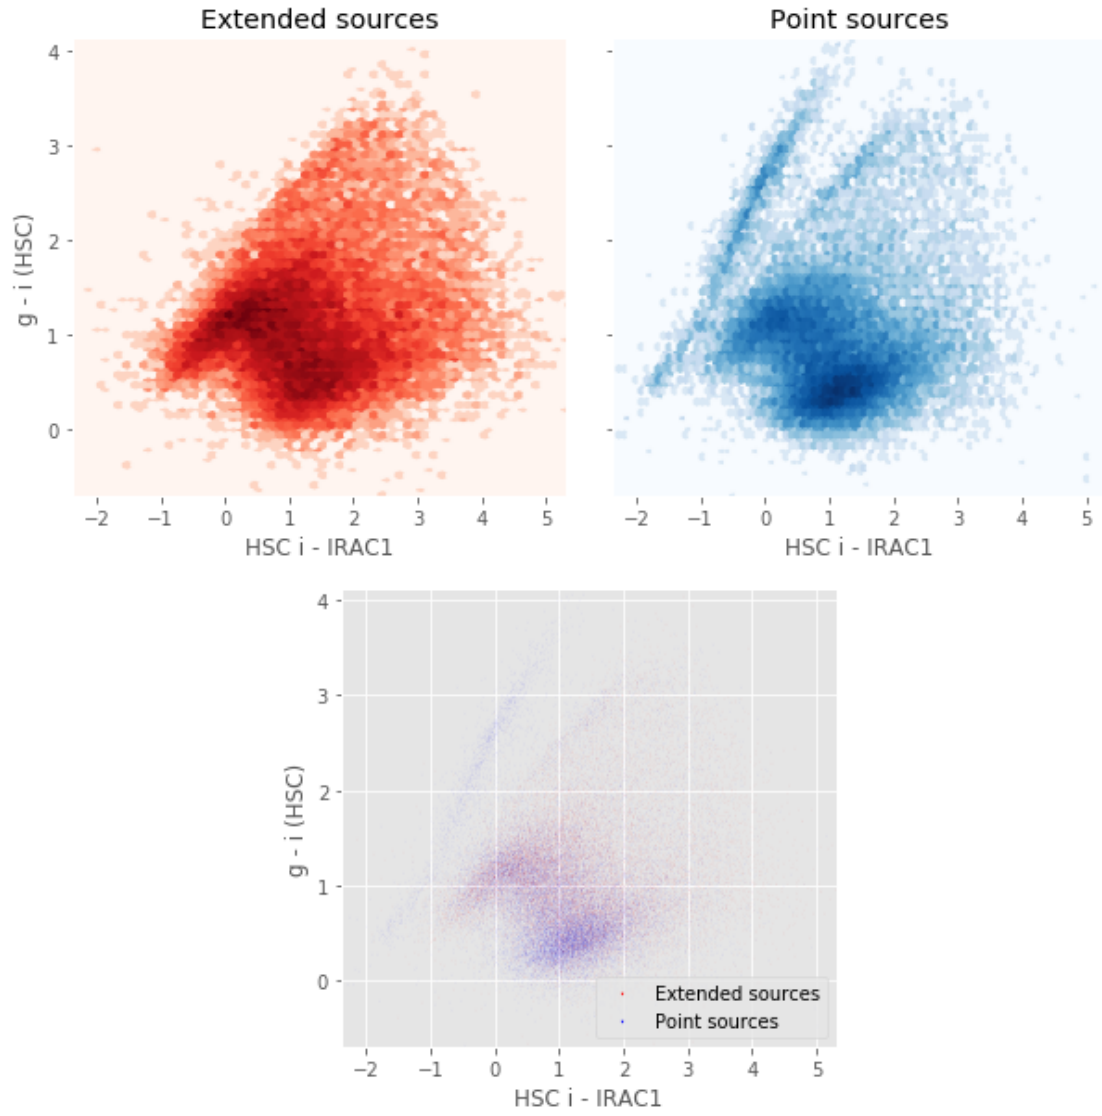 Extended sources
Point sources
4
3
2
1
0
g - i (HSC)
−2 −1 0 1 2 3 4 5
−2 −1 0 1 2 3 4 5
HSC i - IRAC1
HSC i - IRAC1
4
3
2
1
0
g - i (HSC)
Extended sources
Point sources
−2 −1 0 1 2 3 4 5
HSC i - IRAC1